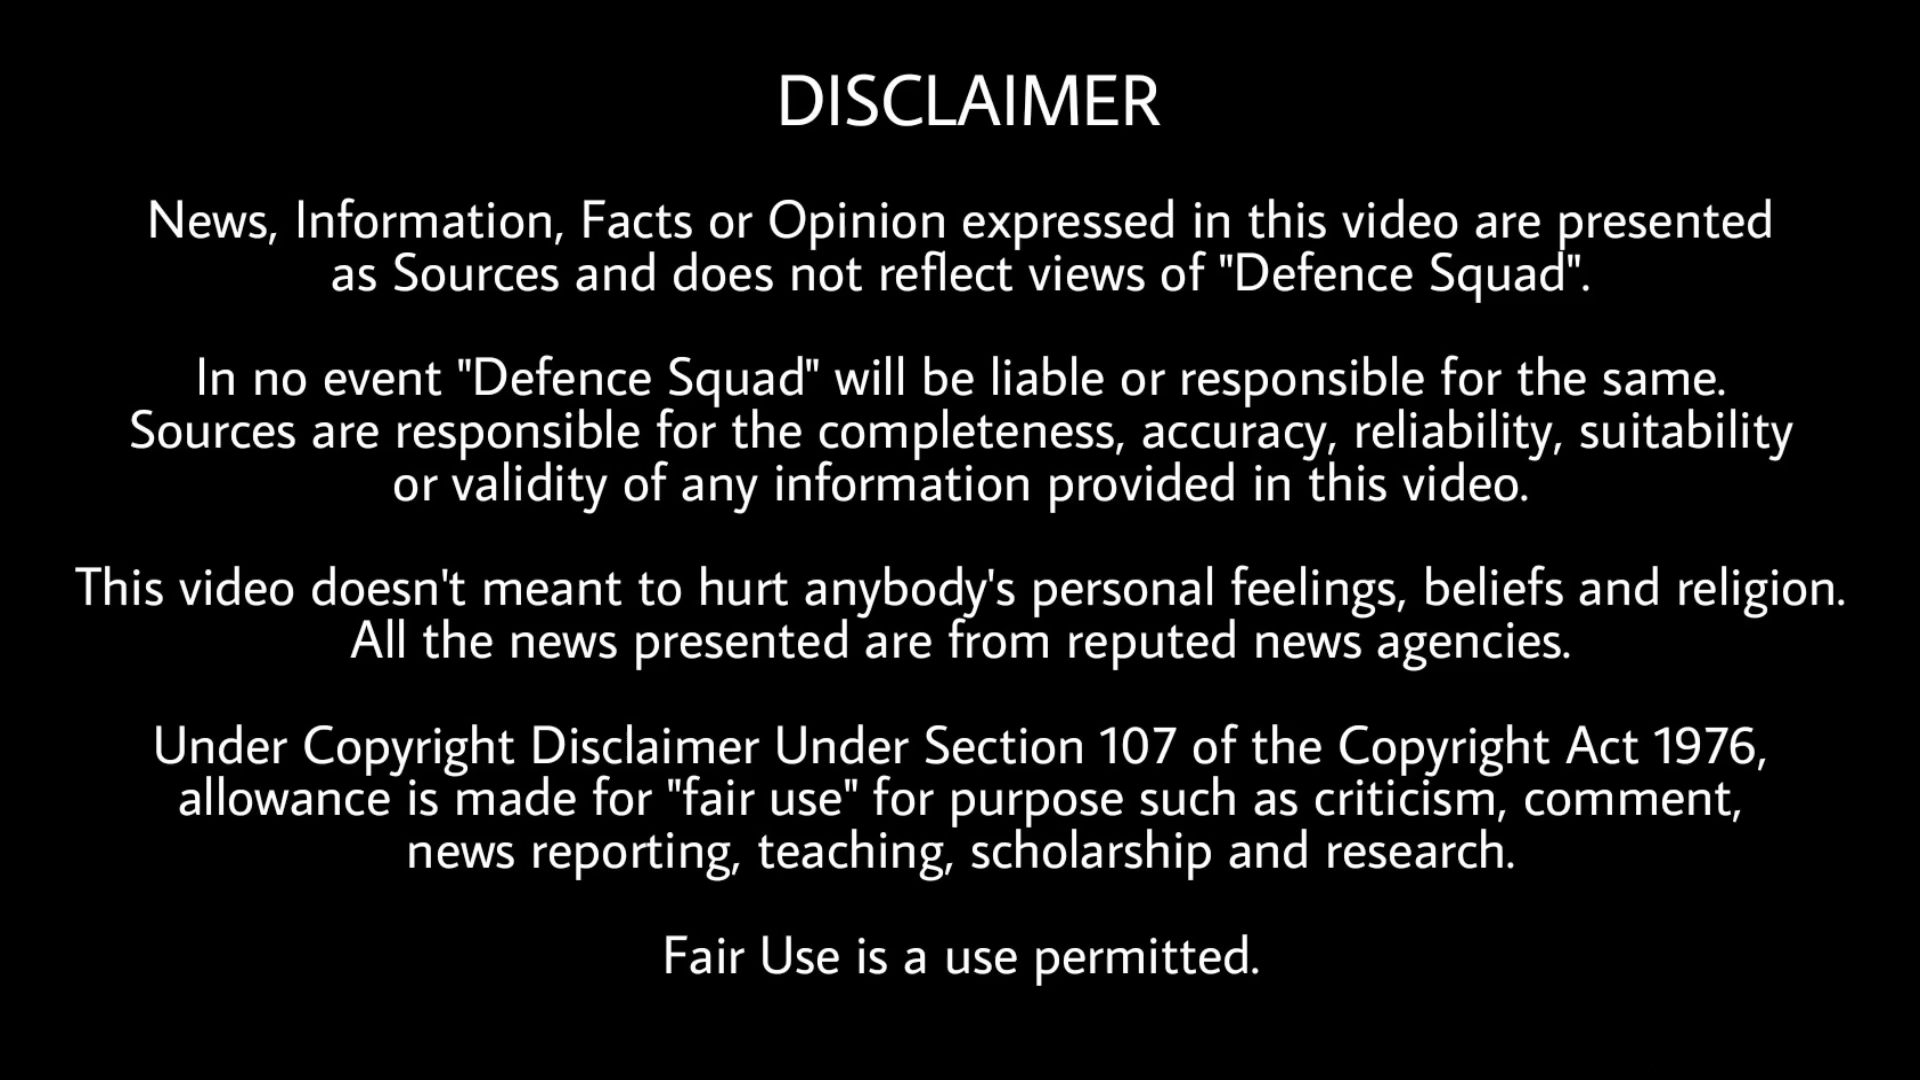 DISCLAIMER
News, Information, Facts or Opinion expressed in this video are presented
as Sources and does not reflect views of "Defence Squad".
In no event "Defence Squad" will be liable or responsible for the same.
Sources are responsible for the completeness, accuracy, reliability, suitability
or validity of any information provided in this video.
This video doesn't meant to hurt anybody's personal feelings, beliefs and religion.
All the news presented are from reputed news agencies.
Under Copyright Disclaimer Under Section 107 of the Copyright Act 1976,
allowance is made for "fair use" for purpose such as criticism, comment,
news reporting, teaching, scholarship and research.
Fair Use is a use permitted.